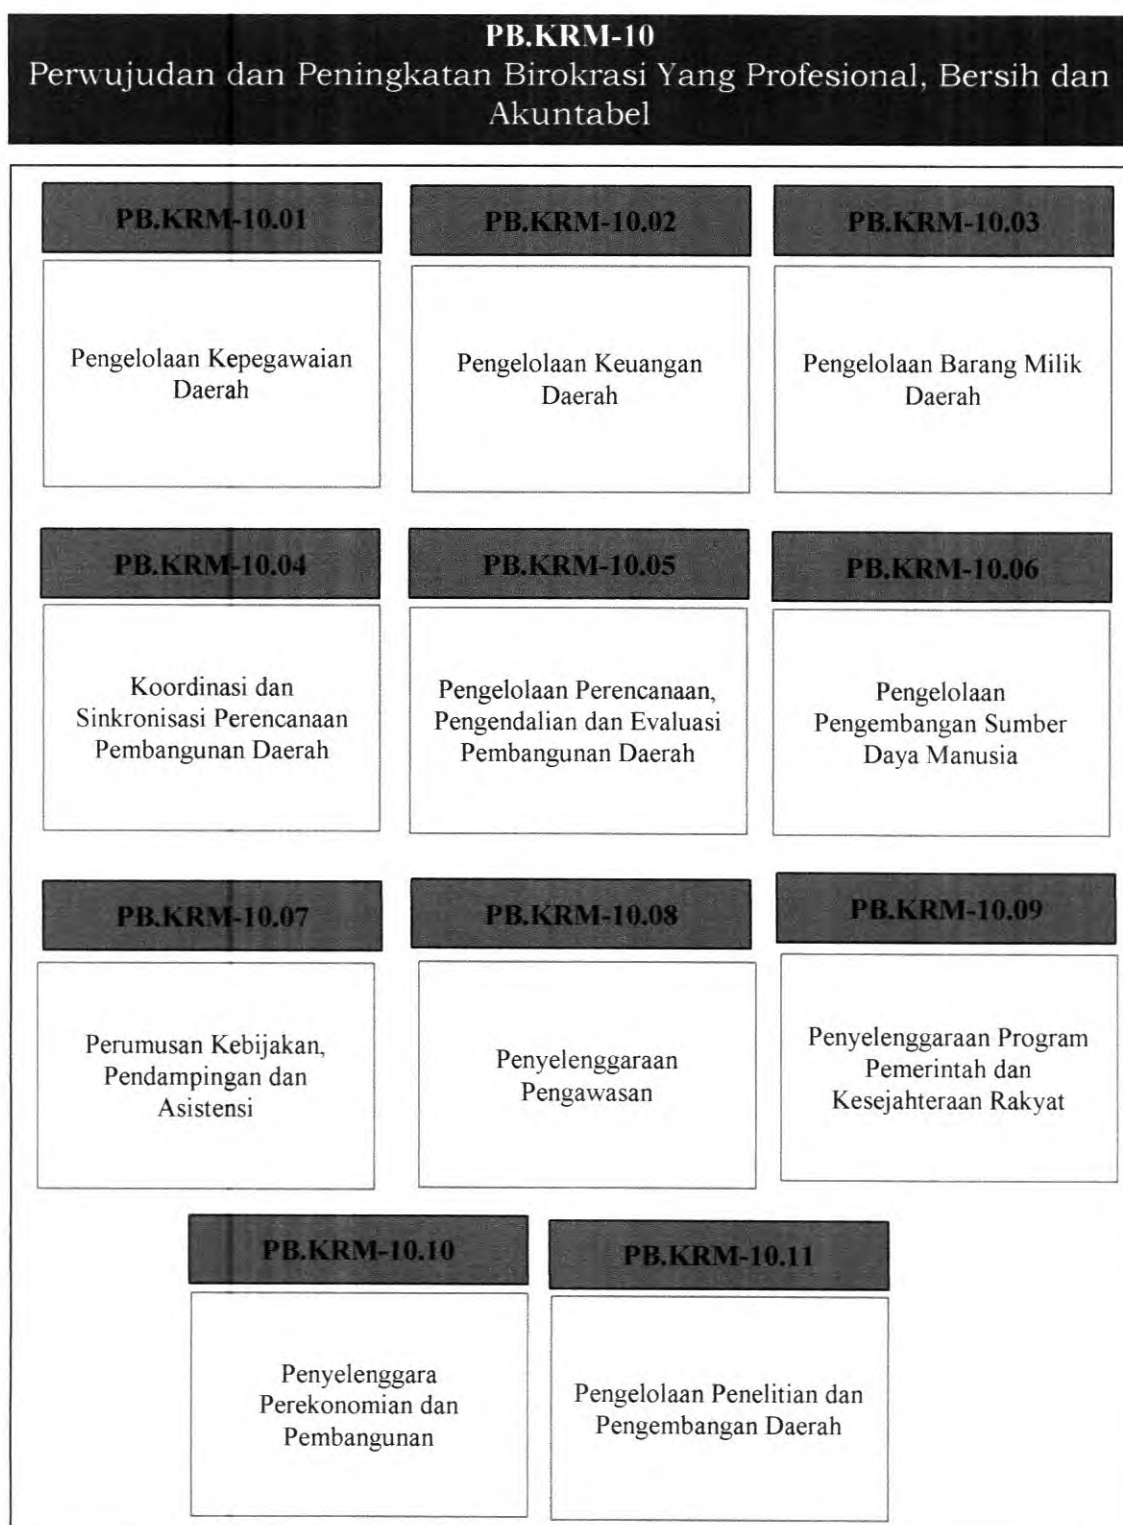 PB.KRM-10
Perwujudan dan Peningkatan Birokrasi Yang Profesional, Bersih dan
Akuntabel
PB.KRM-10.01
Pengelolaan Kepegawaian
Daerah
PB.KRM-10.02
Pengelolaan Keuangan
Daerah
PB.KRM-10.03
Pengelolaan Barang Milik
Daerah
PB.KRM-10.04
Koordinasi dan
Sinkronisasi Perencanaan
Pembangunan Daerah
PB.KRM-10.05
Pengelolaan Perencanaan,
Pengendalian dan Evaluasi
Pembangunan Daerah
PB.KRM-10.06
Pengelolaan
Pengembangan Sumber
Daya Manusia
PB.KRM-10.07
Perumusan Kebijakan,
Pendampingan dan
Asistensi
PB.KRM-10.08
Penyelenggaraan
Pengawasan
PB.KRM-10.09
Penyelenggaraan Program
Pemerintah dan
Kesejahteraan Rakyat
PB.KRM-10.10
Penyelenggara
Perekonomian dan
Pembangunan
PB.KRM-10.11
Pengelolaan Penelitian dan
Pengembangan Daerah